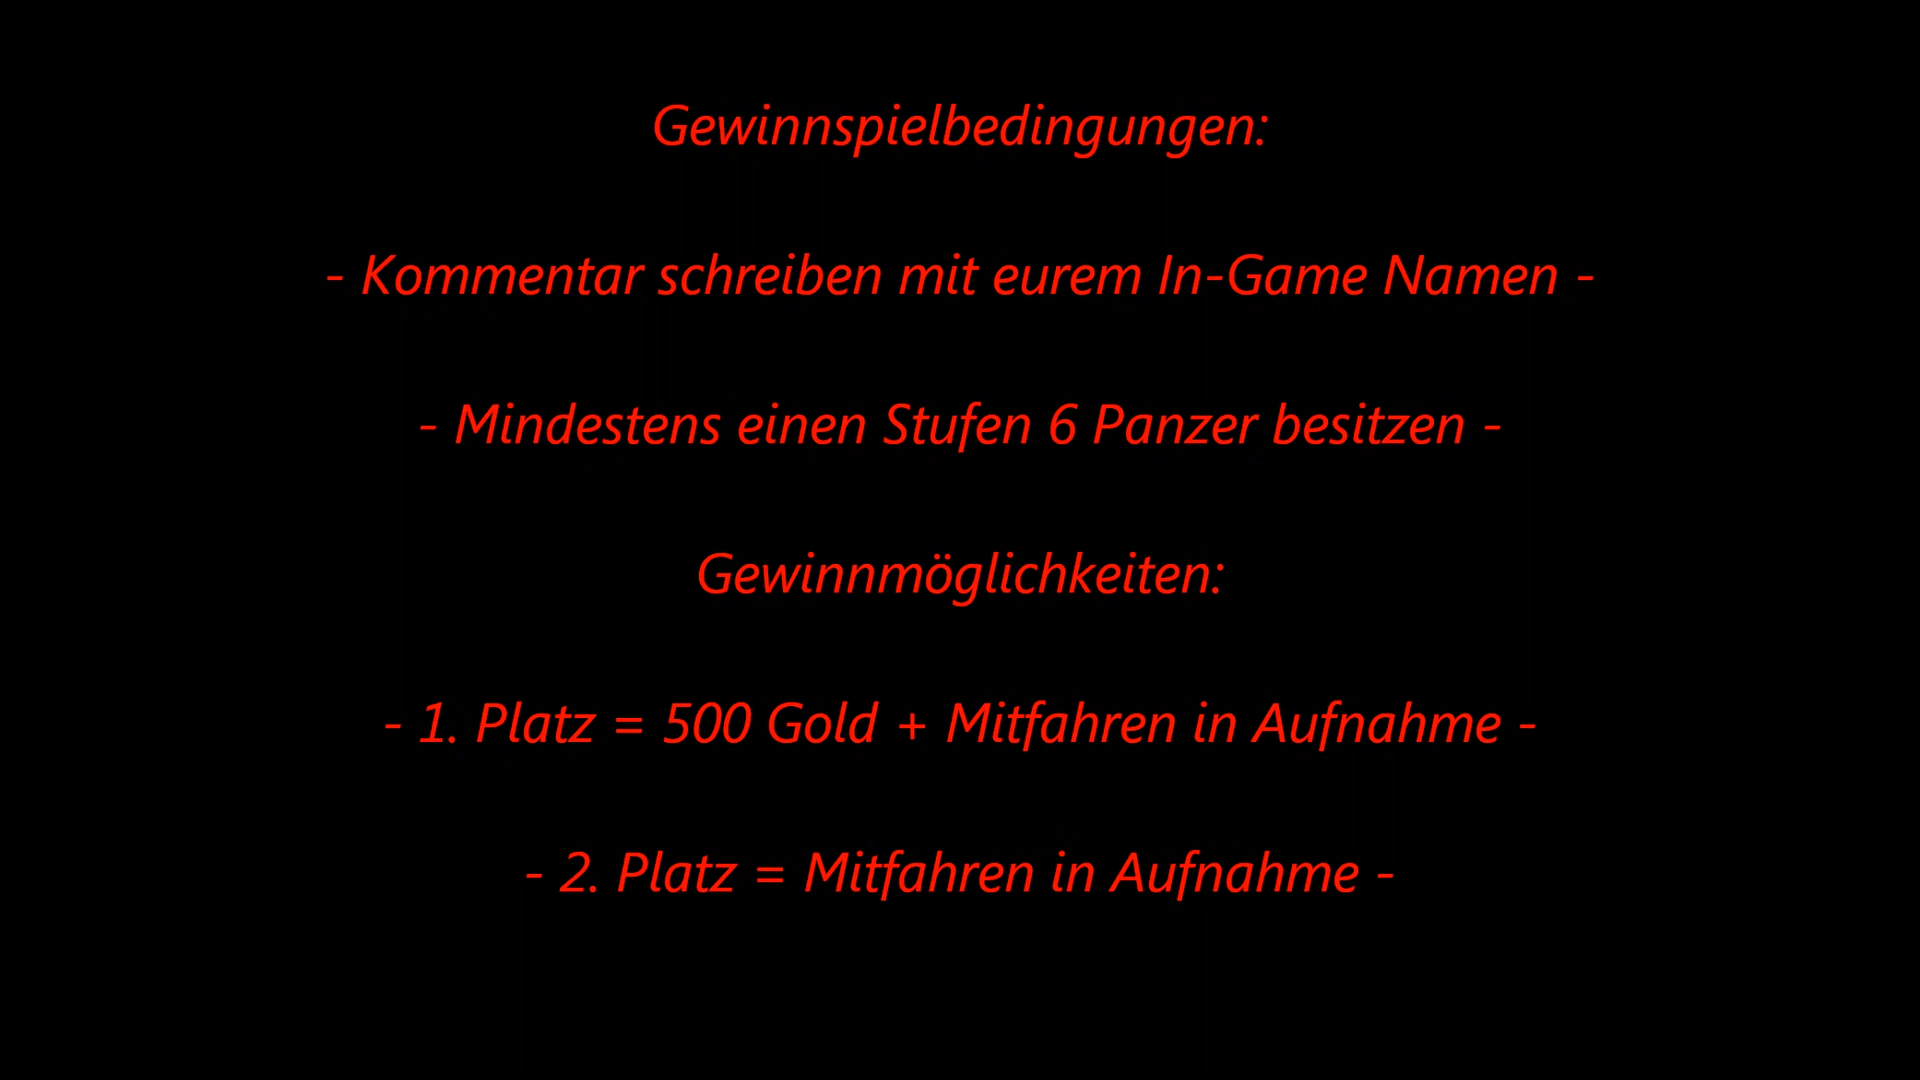 Gewinnspielbedingungen:
- Kommentar schreiben mit eurem In-Game Namen -
- Mindestens einen Stufen 6 Panzer besitzen -
Gewinnmöglichkeiten:
- 1. Platz = 500 Gold + Mitfahren in Aufnahme -
- 2. Platz = Mitfahren in Aufnahme -